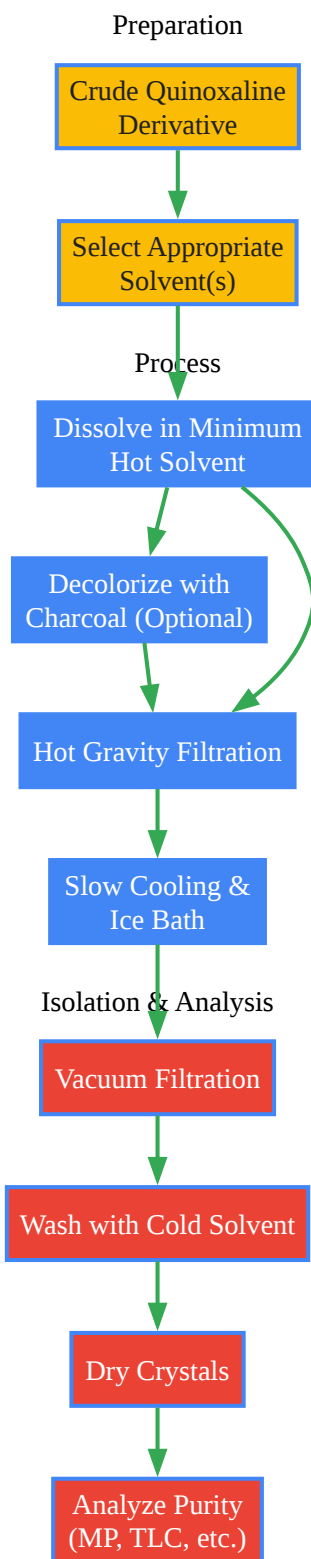 Preparation
Crude Quinoxaline
Derivative
Select Appropriate
Solvent(s)
Process
Dissolve in Minimum
Hot Solvent
Decolorize with
Charcoal (Optional)
Hot Gravity Filtration
Slow Cooling &
Ice Bath
Isolation & Analysis
Vacuum Filtration
Wash with Cold Solvent
Dry Crystals
Analyze Purity
(MP, TLC, etc.)